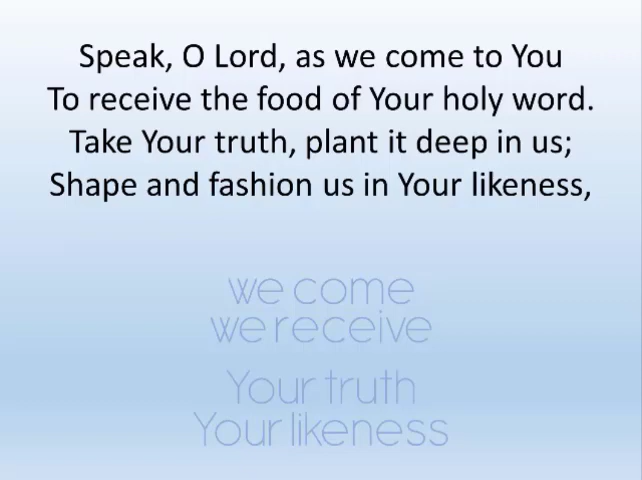 Speak, O Lord, as we come to You
To receive the food of Your holy word.
Take Your truth, plant it deep in us;
Shape and fashion us in Your likeness,
we come
we receive
Your truth
Your likeness